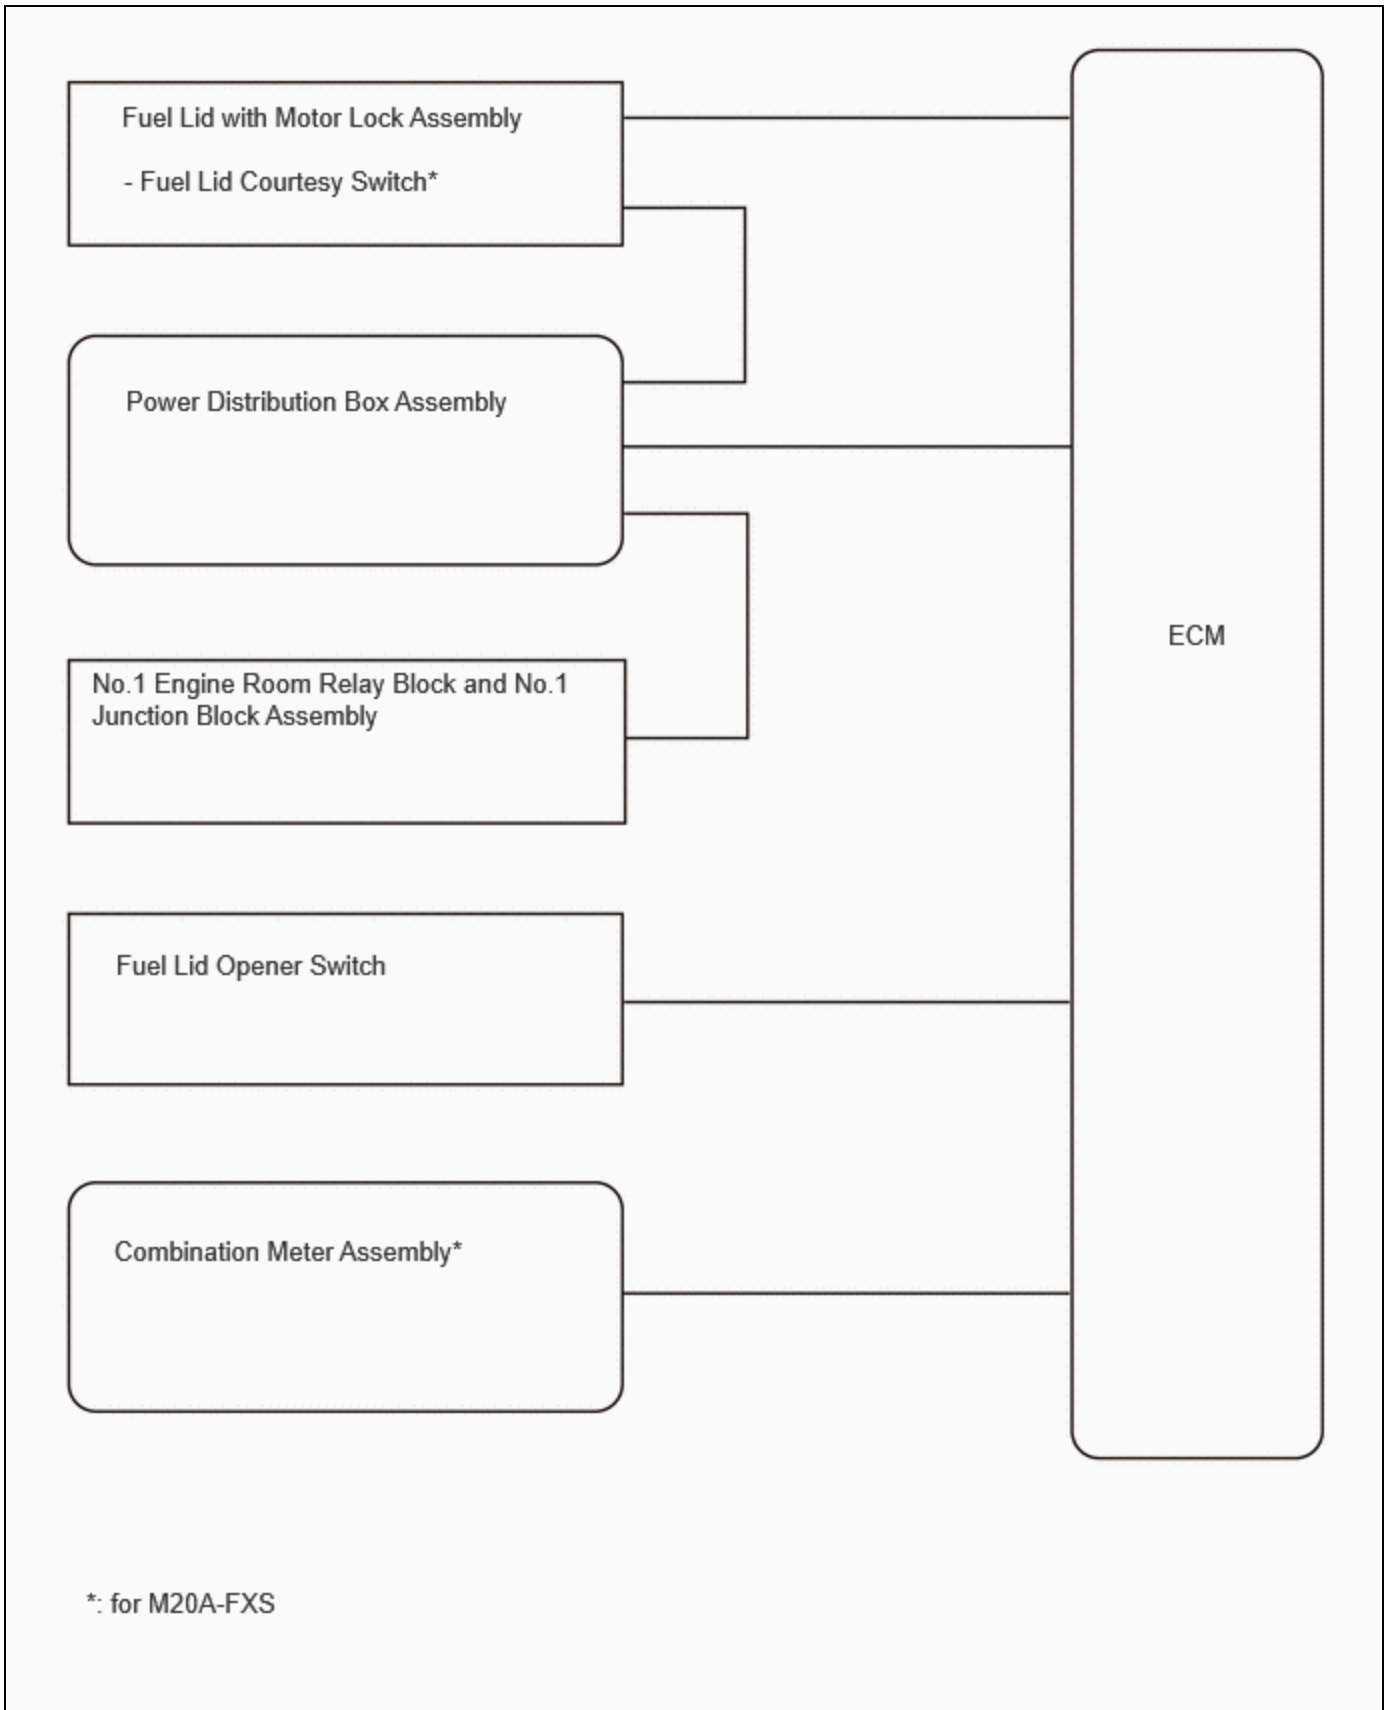 Fuel Lid with Motor Lock Assembly
- Fuel Lid Courtesy Switch*
Power Distribution Box Assembly
No.1 Engine Room Relay Block and No.1
Junction Block Assembly
ECM
Fuel Lid Opener Switch
Combination Meter Assembly*
*: for M20A-FXS